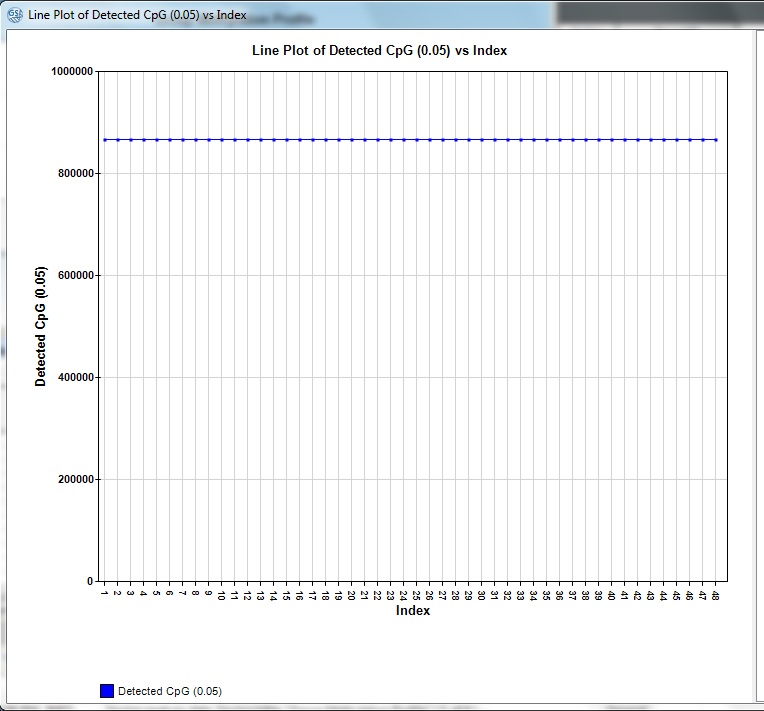 GS Line Plot of Detected CpG (0.05) vs Index
Line Plot of Detected CpG (0.05) vs Index
1000000
800000
600000
400000
200000
0
Detected CpG (0.05)
1 2 3 4 5 6 7 8 9 10 11 12 13 14 15 16 17 18 19 20 21 22 23 24 25 26 27 28 29 30 31 32 33 34 35 36 37 38 39 40 41 42 43 44 45 46 47 48
Index
Detected CpG (0.05)